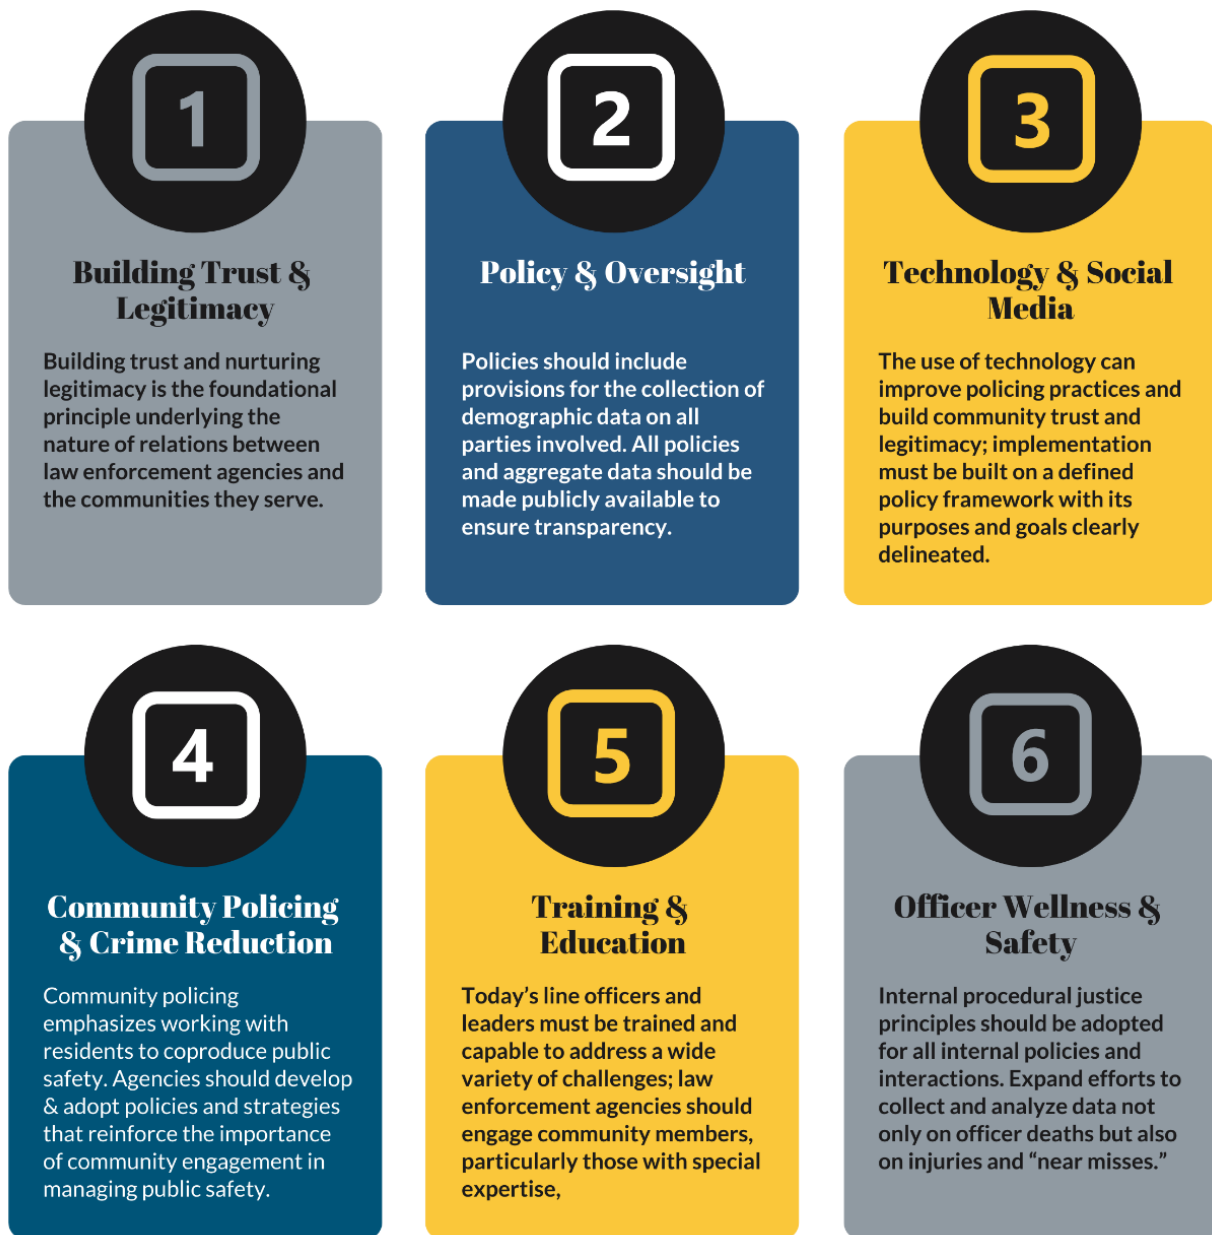 1
Building Trust &
Legitimacy
Building trust and nurturing
legitimacy is the foundational
principle underlying the
nature of relations between
law enforcement agencies and
the communities they serve.
2
Policy & Oversight
Policies should include
provisions for the collection of
demographic data on all
parties involved. All policies
and aggregate data should be
made publicly available to
ensure transparency.
3
Technology & Social
Media
The use of technology can
improve policing practices and
build community trust and
legitimacy; implementation
must be built on a defined
policy framework with its
purposes and goals clearly
delineated.
4
Community Policing
& Crime Reduction
Community policing
emphasizes working with
residents to coproduce public
safety. Agencies should develop
& adopt policies and strategies
that reinforce the importance
of community engagement in
managing public safety.
5
Training &
Education
Today’s line officers and
leaders must be trained and
capable to address a wide
variety of challenges; law
enforcement agencies should
engage community members,
particularly those with special
expertise,
6
Officer Wellness &
Safety
Internal procedural justice
principles should be adopted
for all internal policies and
interactions. Expand efforts to
collect and analyze data not
only on officer deaths but also
on injuries and “near misses.”